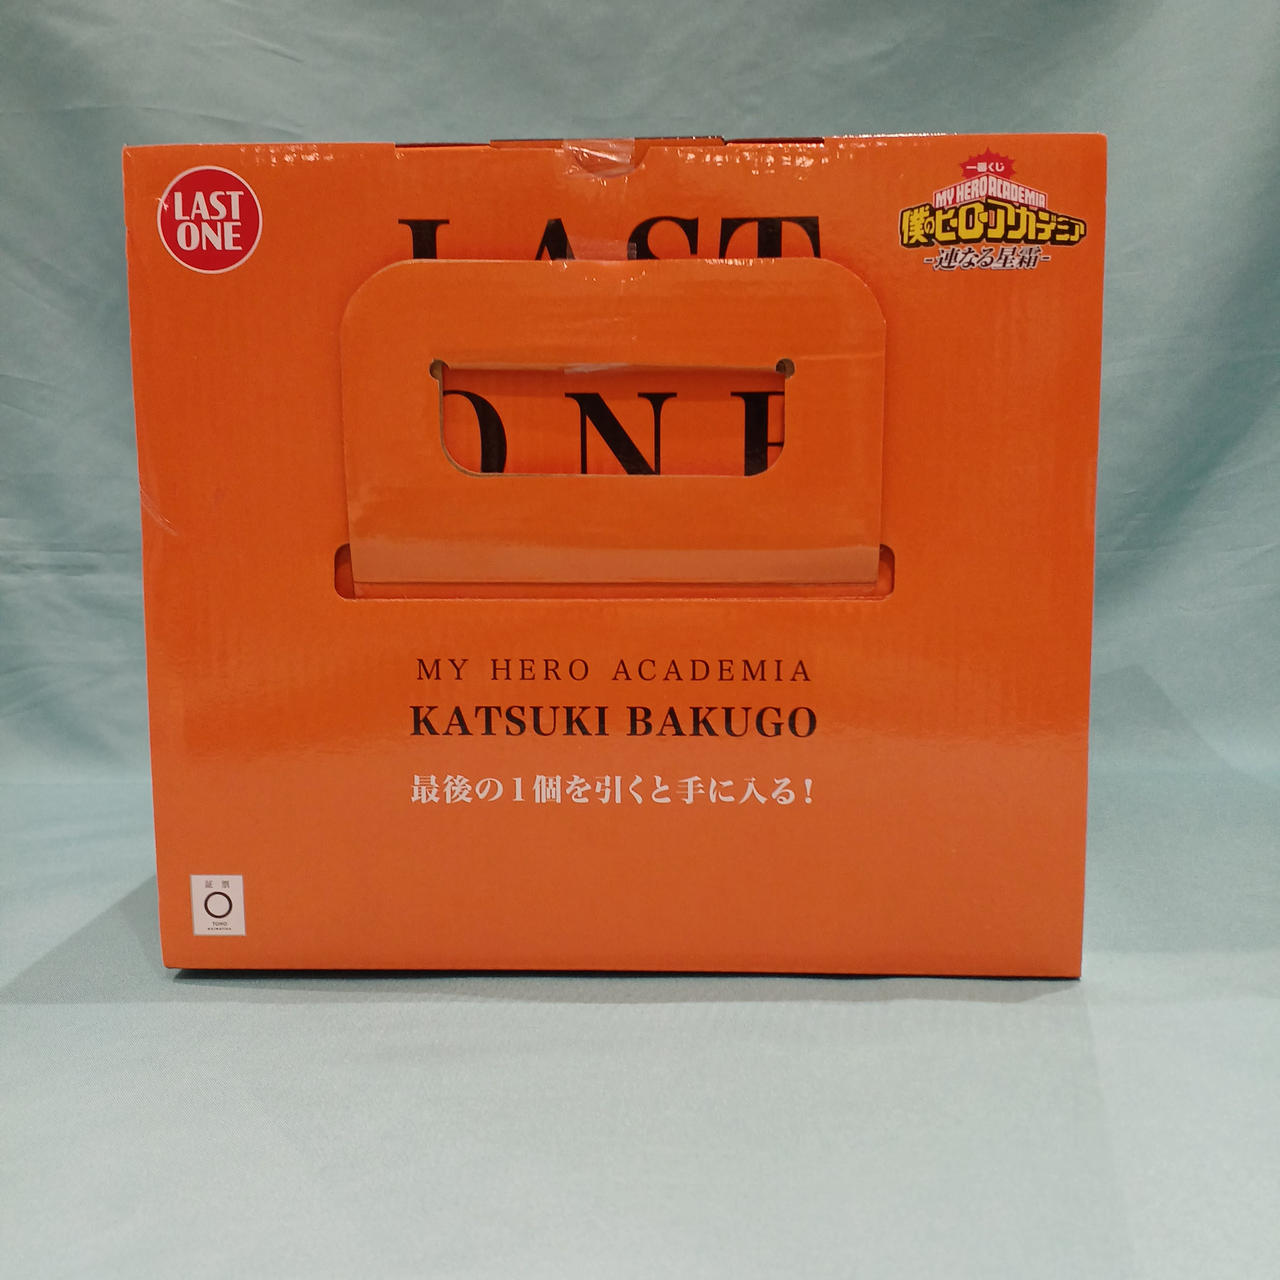 LAST
ONE
一番くじ
MY HERO ACADEMIA
僕のヒーローアカデミア
-連なる星霜-
LAST
ONE
MY HERO ACADEMIA
KATSUKI BAKUGO
最後の1個を引くと手に入る!
証 票
TOHO
ANIMATION